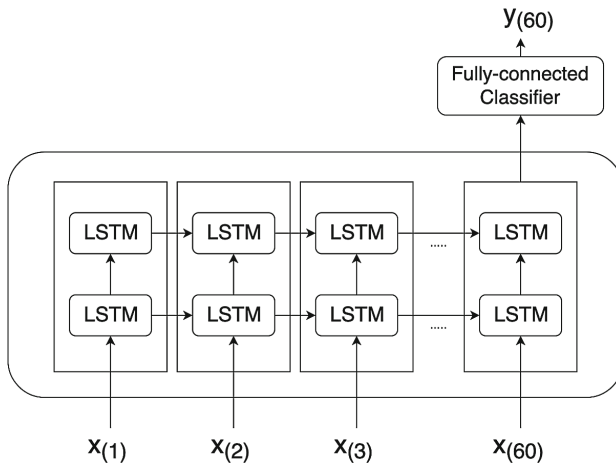 y(60)
Fully-connected
Classifier
LSTM LSTM LSTM ..... LSTM
LSTM LSTM LSTM ..... LSTM
x(1) x(2) x(3) x(60)